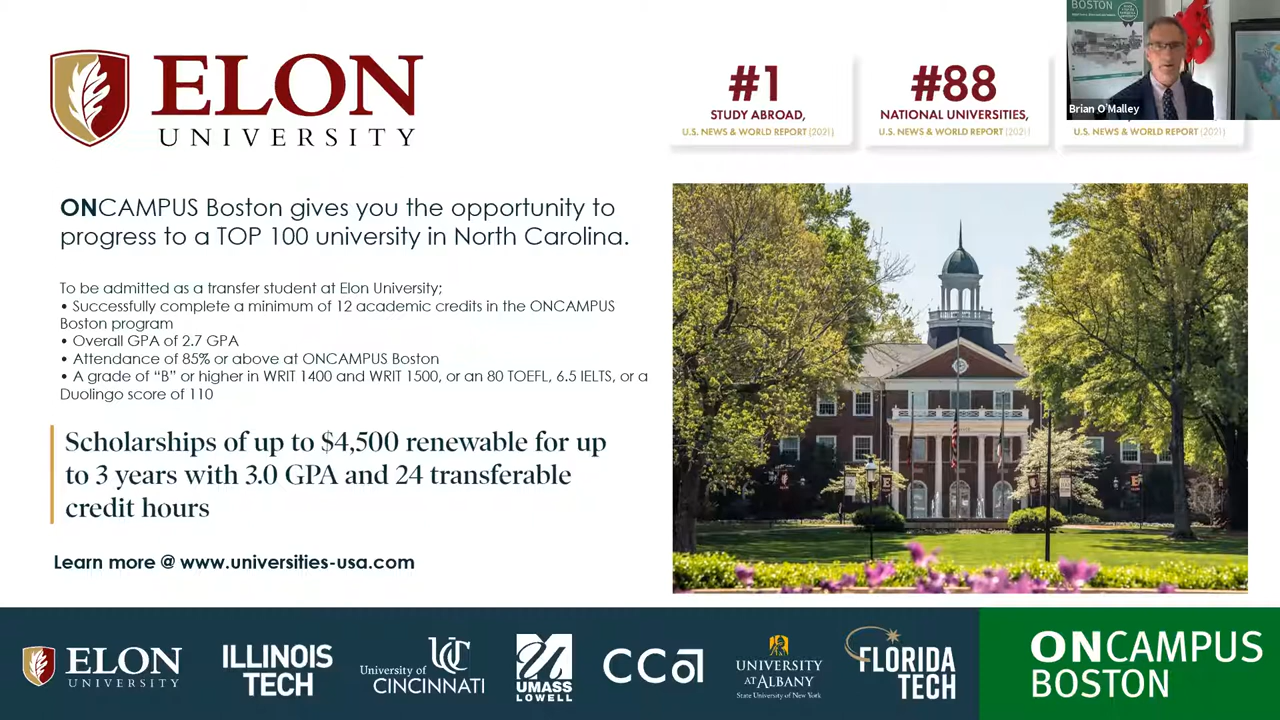 ELON
UNIVERSITY
#1
STUDY ABROAD,
U.S. NEWS & WORLD REPORT (2021)
#88
NATIONAL UNIVERSITIES,
U.S. NEWS & WORLD REPORT (2021)
BOSTON
Brian O'Malley
U.S. NEWS & WORLD REPORT (2021)
ONCAMPUS Boston gives you the opportunity to
progress to a TOP 100 university in North Carolina.
To be admitted as a transfer student at Elon University;
• Successfully complete a minimum of 12 academic credits in the ONCAMPUS
Boston program
• Overall GPA of 2.7 GPA
• Attendance of 85% or above at ONCAMPUS Boston
• A grade of “B” or higher in WRIT 1400 and WRIT 1500, or an 80 TOEFL, 6.5 IELTS, or a
Duolingo score of 110
Scholarships of up to $4,500 renewable for up
to 3 years with 3.0 GPA and 24 transferable
credit hours
Learn more @ www.universities-usa.com
ELON
UNIVERSITY
ILLINOIS
TECH
UC
University of
CINCINNATI
UMASS
LOWELL
CCA
UNIVERSITY
AT ALBANY
State University of New York
FLORIDA
TECH
ONCAMPUS
BOSTON